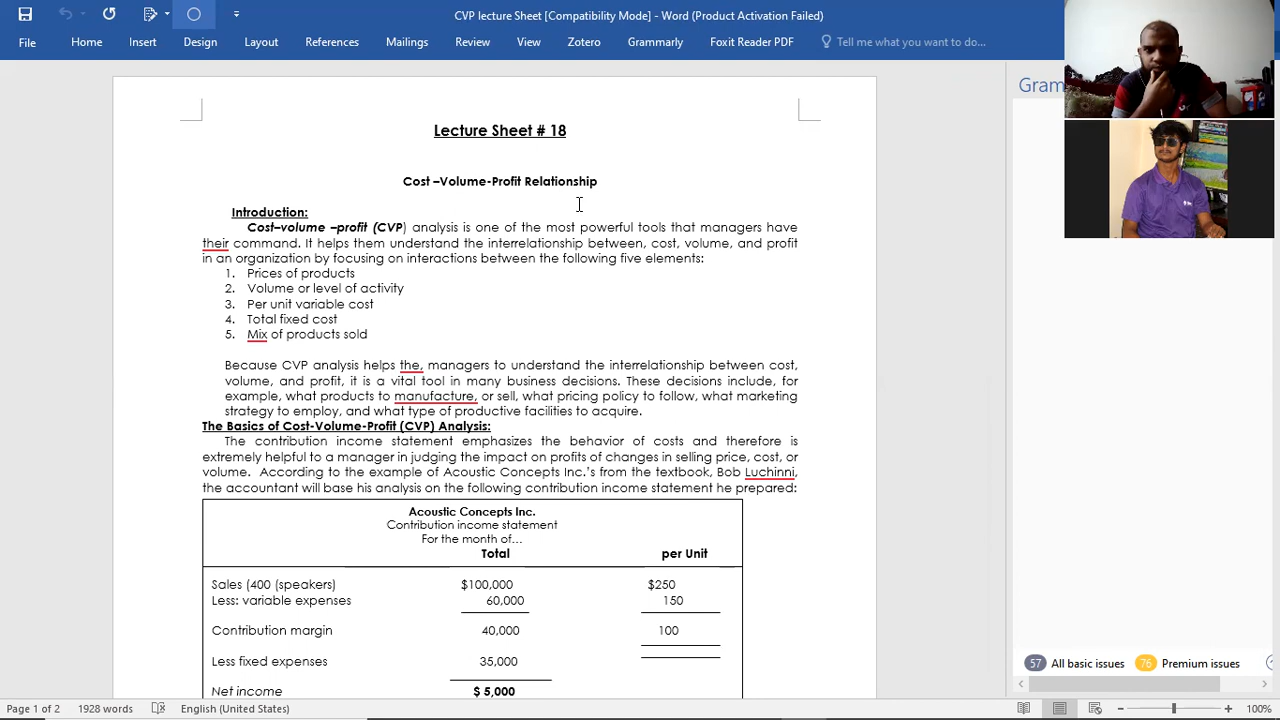 CVP lecture Sheet [Compatibility Mode] - Word (Product Activation Failed)
File Home Insert Design Layout References Mailings Review View Zotero Grammarly Foxit Reader PDF Tell me what you want to do...
Gram
Lecture Sheet # 18
Cost –Volume-Profit Relationship
Introduction:
Cost–volume –profit (CVP) analysis is one of the most powerful tools that managers have
their command. It helps them understand the interrelationship between, cost, volume, and profit
in an organization by focusing on interactions between the following five elements:
1. Prices of products
2. Volume or level of activity
3. Per unit variable cost
4. Total fixed cost
5. Mix of products sold
Because CVP analysis helps the, managers to understand the interrelationship between cost,
volume, and profit, it is a vital tool in many business decisions. These decisions include, for
example, what products to manufacture, or sell, what pricing policy to follow, what marketing
strategy to employ, and what type of productive facilities to acquire.
The Basics of Cost-Volume-Profit (CVP) Analysis:
The contribution income statement emphasizes the behavior of costs and therefore is
extremely helpful to a manager in judging the impact on profits of changes in selling price, cost, or
volume. According to the example of Acoustic Concepts Inc.'s from the textbook, Bob Luchinni,
the accountant will base his analysis on the following contribution income statement he prepared:
Acoustic Concepts Inc.
Contribution income statement
For the month of…
Total per Unit
Sales (400 (speakers) $100,000 $250
Less: variable expenses 60,000 150
Contribution margin 40,000 100
Less fixed expenses 35,000
Net income $ 5,000
57 All basic issues 76 Premium issues
Page 1 of 2 1928 words English (United States) 100%